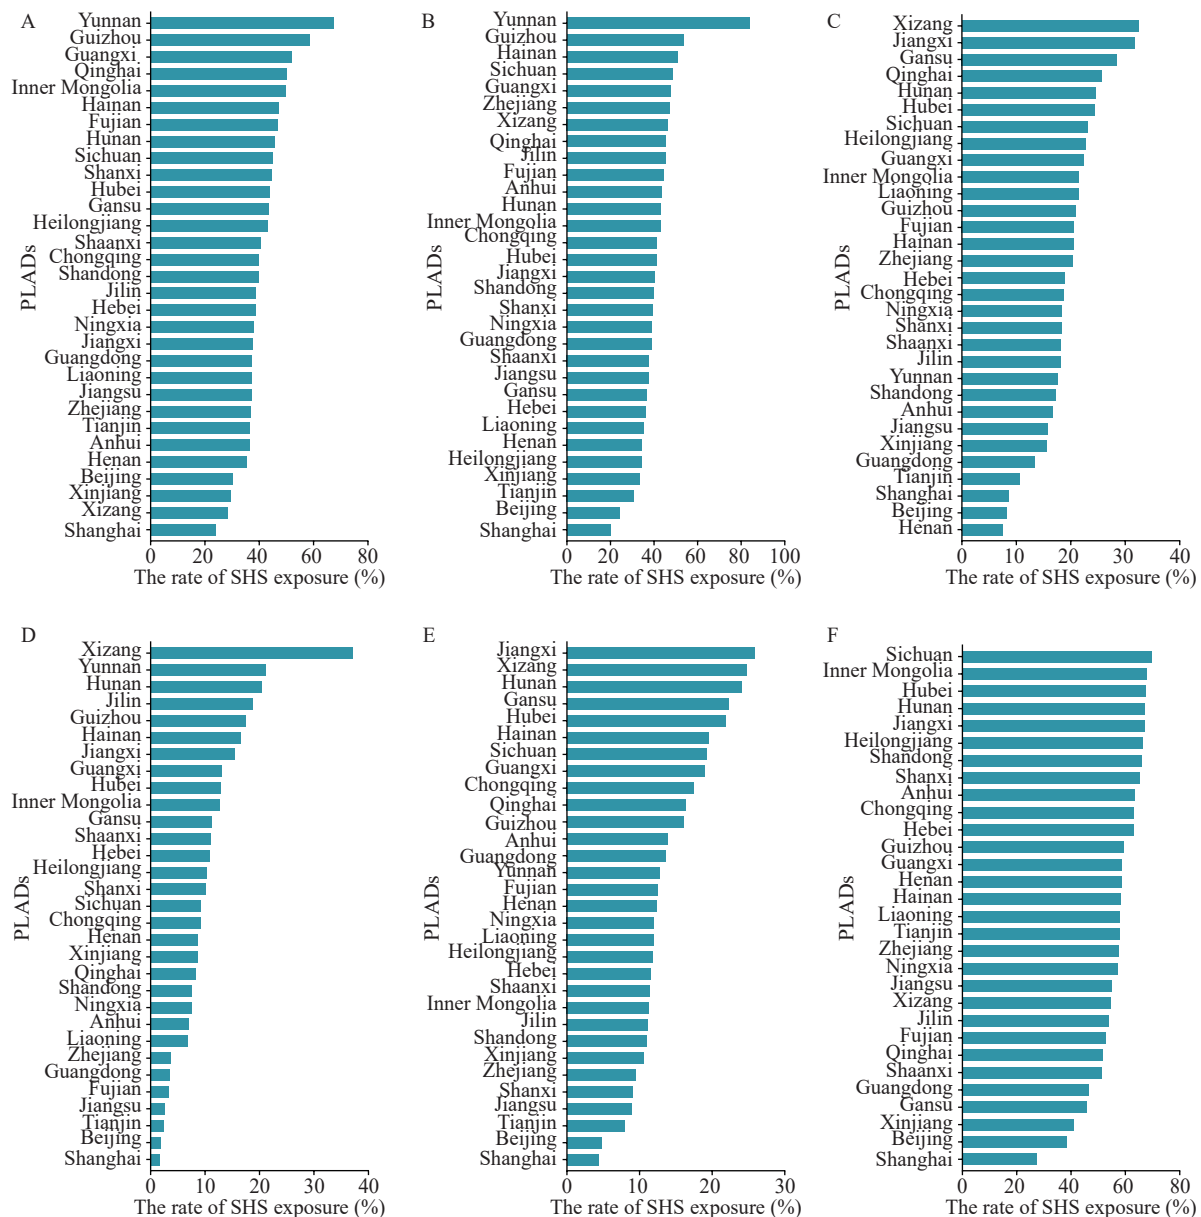 A
Yunnan
Guizhou
Guangxi
Qinghai
Inner Mongolia
Hainan
Fujian
Hunan
Sichuan
Shanxi
Hubei
Gansu
Heilongjiang
Shaanxi
Chongqing
Shandong
Jilin
Hebei
Ningxia
Jiangxi
Guangdong
Liaoning
Jiangsu
Zhejiang
Tianjin
Anhui
Henan
Beijing
Xinjiang
Xizang
Shanghai
PLADs
0 20 40 60 80
The rate of SHS exposure (%)
B
Yunnan
Guizhou
Hainan
Sichuan
Guangxi
Zhejiang
Xizang
Qinghai
Jilin
Fujian
Anhui
Hunan
Inner Mongolia
Chongqing
Hubei
Jiangxi
Shandong
Shanxi
Ningxia
Guangdong
Shaanxi
Jiangsu
Gansu
Hebei
Liaoning
Henan
Heilongjiang
Xinjiang
Tianjin
Beijing
Shanghai
PLADs
0 20 40 60 80 100
The rate of SHS exposure (%)
C
Xizang
Jiangxi
Gansu
Qinghai
Hunan
Hubei
Sichuan
Heilongjiang
Guangxi
Inner Mongolia
Liaoning
Guizhou
Fujian
Hainan
Zhejiang
Hebei
Chongqing
Ningxia
Shanxi
Shaanxi
Jilin
Yunnan
Shandong
Anhui
Jiangsu
Xinjiang
Guangdong
Tianjin
Shanghai
Beijing
Henan
PLADs
0 10 20 30 40
The rate of SHS exposure (%)
D
Xizang
Yunnan
Hunan
Jilin
Guizhou
Hainan
Jiangxi
Guangxi
Hubei
Inner Mongolia
Gansu
Shaanxi
Hebei
Heilongjiang
Shanxi
Sichuan
Chongqing
Henan
Xinjiang
Qinghai
Shandong
Ningxia
Anhui
Liaoning
Zhejiang
Guangdong
Fujian
Jiangsu
Tianjin
Beijing
Shanghai
PLADs
0 10 20 30 40
The rate of SHS exposure (%)
E
Jiangxi
Xizang
Hunan
Gansu
Hubei
Hainan
Sichuan
Guangxi
Chongqing
Qinghai
Guizhou
Anhui
Guangdong
Yunnan
Fujian
Henan
Ningxia
Liaoning
Heilongjiang
Hebei
Shaanxi
Inner Mongolia
Jilin
Shandong
Xinjiang
Zhejiang
Shanxi
Jiangsu
Tianjin
Beijing
Shanghai
PLADs
0 10 20 30
The rate of SHS exposure (%)
F
Sichuan
Inner Mongolia
Hubei
Hunan
Jiangxi
Heilongjiang
Shandong
Shanxi
Anhui
Chongqing
Hebei
Guizhou
Guangxi
Henan
Hainan
Liaoning
Tianjin
Zhejiang
Ningxia
Jiangsu
Xizang
Jilin
Fujian
Qinghai
Shaanxi
Guangdong
Gansu
Xinjiang
Beijing
Shanghai
PLADs
0 20 40 60 80
The rate of SHS exposure (%)